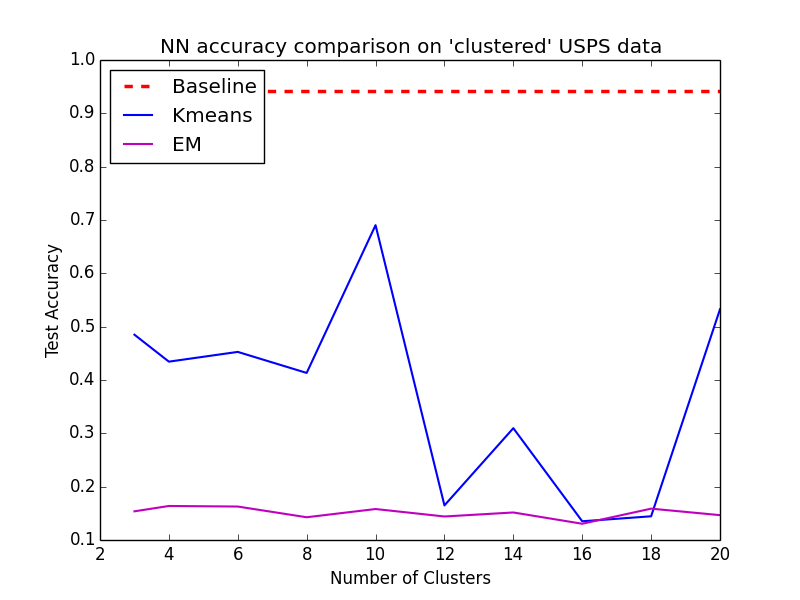 NN accuracy comparison on 'clustered' USPS data
1.0
0.9
0.8
0.7
0.6
0.5
0.4
0.3
0.2
0.1
Test Accuracy
Baseline
Kmeans
EM
2 4 6 8 10 12 14 16 18 20
Number of Clusters